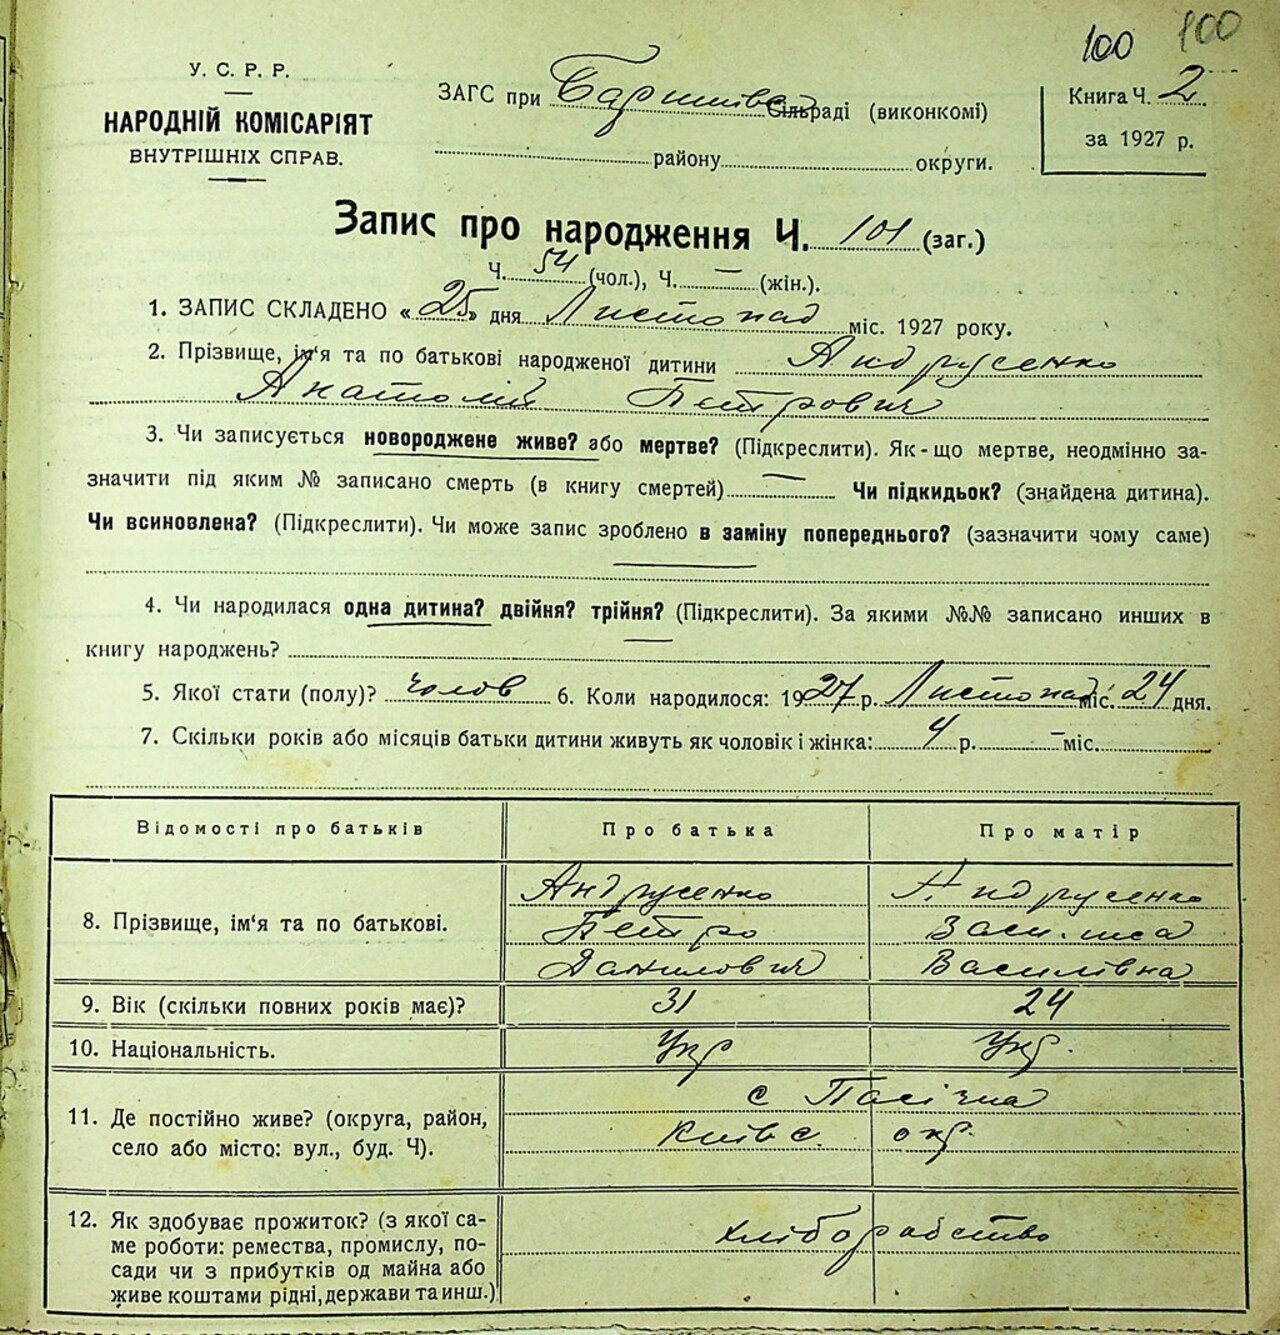 100 100
У. С. Р. Р.
НАРОДНІЙ КОМІСАРІЯТ
ВНУТРІШНІХ СПРАВ.
ЗАГС при Баришівсь Сільраді (виконкомі)
району округи.
Книга Ч. 2.
за 1927 р.
Запис про народження Ч. 101 (заг.)
Ч. 54 (чол.), Ч. — (жін.).
1. ЗАПИС СКЛАДЕНО «25» дня Листопад міс. 1927 року.
2. Прізвище, ім'я та по батькові народженої дитини Андрусенко
Анатолій Петрович
3. Чи записується новороджене живе? або мертве? (Підкреслити). Як-що мертве, неодмінно за-
значити під яким № записано смерть (в книгу смертей) — Чи підкидьок? (знайдена дитина).
Чи всиновлена? (Підкреслити). Чи може запис зроблено в заміну попереднього? (зазначити чому саме)
—
4. Чи народилася одна дитина? двійня? трійня? (Підкреслити). За якими №№ записано инших в
книгу народжень? —
5. Якої стати (полу)? чолов 6. Коли народилося: 1927 р. Листопад міс. 24 дня.
7. Скільки років або місяців батьки дитини живуть як чоловік і жінка: 4 р. — міс.
Відомості про батьків Про батька Про матір
8. Прізвище, ім'я та по батькові.
Андрусенко Андрусенко
Петро Васи
Данилович Василівна
9. Вік (скільки повних років має)? 31 24
10. Національність. Укр Укр.
11. Де постійно живе? (округа, район,
село або місто: вул., буд. Ч).
с Пасічна
Київс. окр.
12. Як здобуває прожиток? (з якої са-
ме роботи: ремества, промислу, по-
сади чи з прибутків од майна або
живе коштами рідні, держави та инш.)
хліборобство